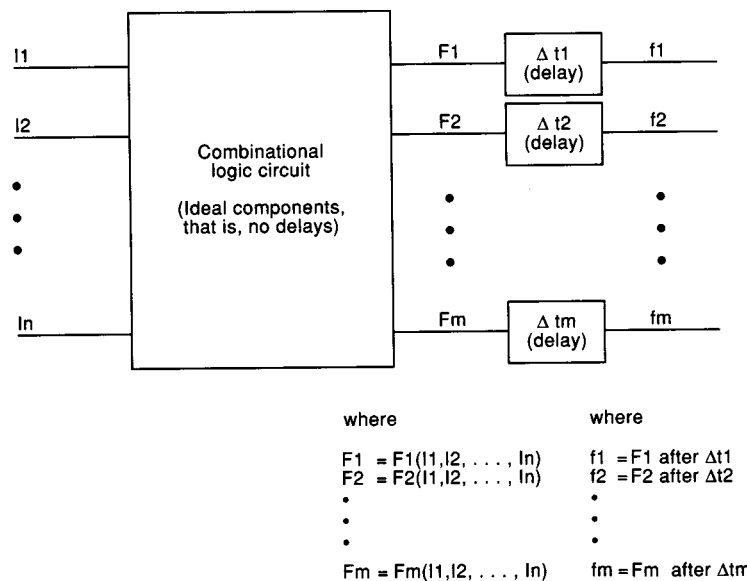 I1
F1
Δ t1
(delay)
f1
I2
F2
Δ t2
(delay)
f2
Combinational
logic circuit
(Ideal components,
that is, no delays)
In
Fm
Δ tm
(delay)
fm
where
F1 = F1(I1,I2, . . . , In)
F2 = F2(I1,I2, . . . , In)
Fm = Fm(I1,I2, . . . , In)
where
f1 = F1 after Δt1
f2 = F2 after Δt2
fm = Fm after Δtm